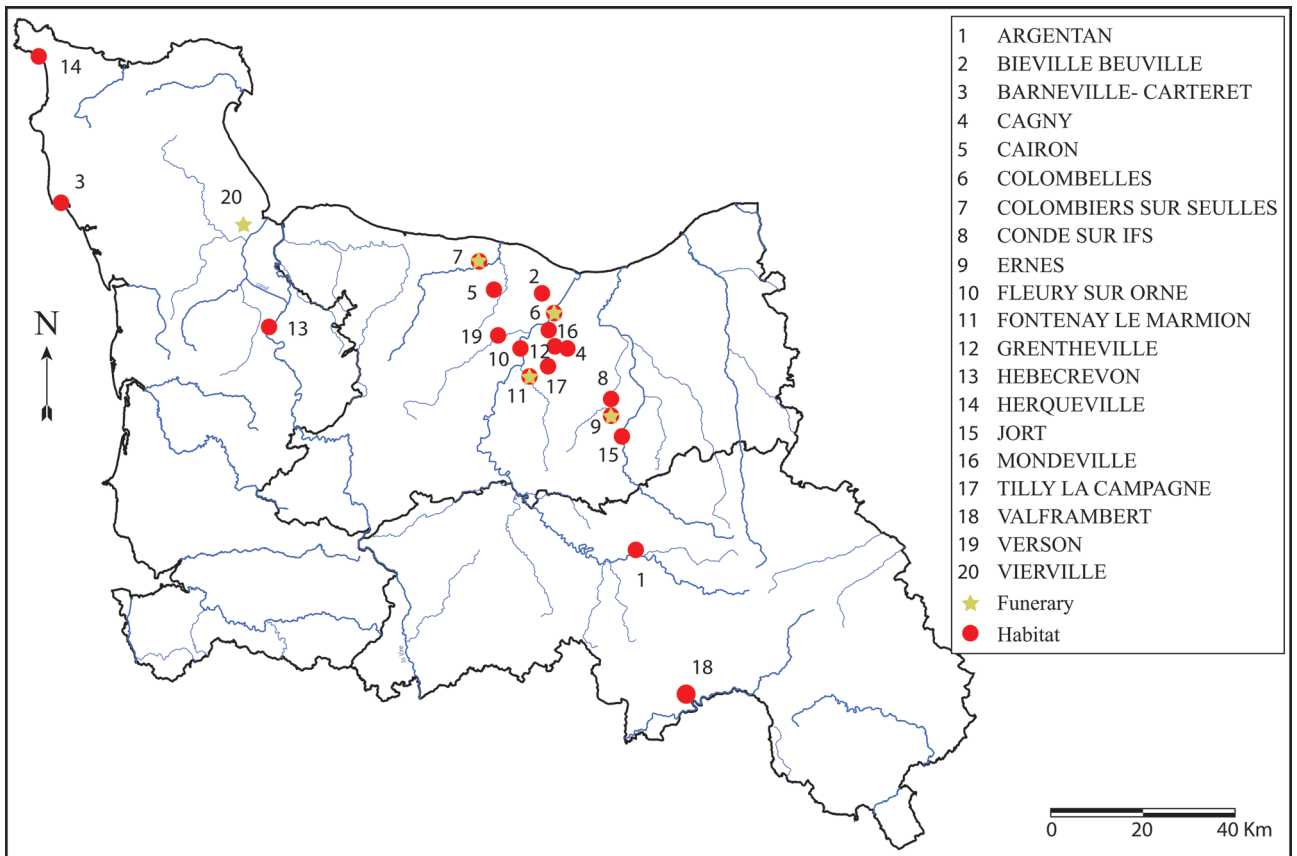 14
3
20
7
5
2
6
16
19
10
12
4
17
11
8
9
15
13
1
18
N
la Vire
1 ARGENTAN
2 BIEVILLE BEUVILLE
3 BARNEVILLE- CARTERET
4 CAGNY
5 CAIRON
6 COLOMBELLES
7 COLOMBIERS SUR SEULLES
8 CONDE SUR IFS
9 ERNES
10 FLEURY SUR ORNE
11 FONTENAY LE MARMION
12 GRENTHEVILLE
13 HEBECREVON
14 HERQUEVILLE
15 JORT
16 MONDEVILLE
17 TILLY LA CAMPAGNE
18 VALFRAMBERT
19 VERSON
20 VIERVILLE
Funerary
Habitat
0 20 40 Km